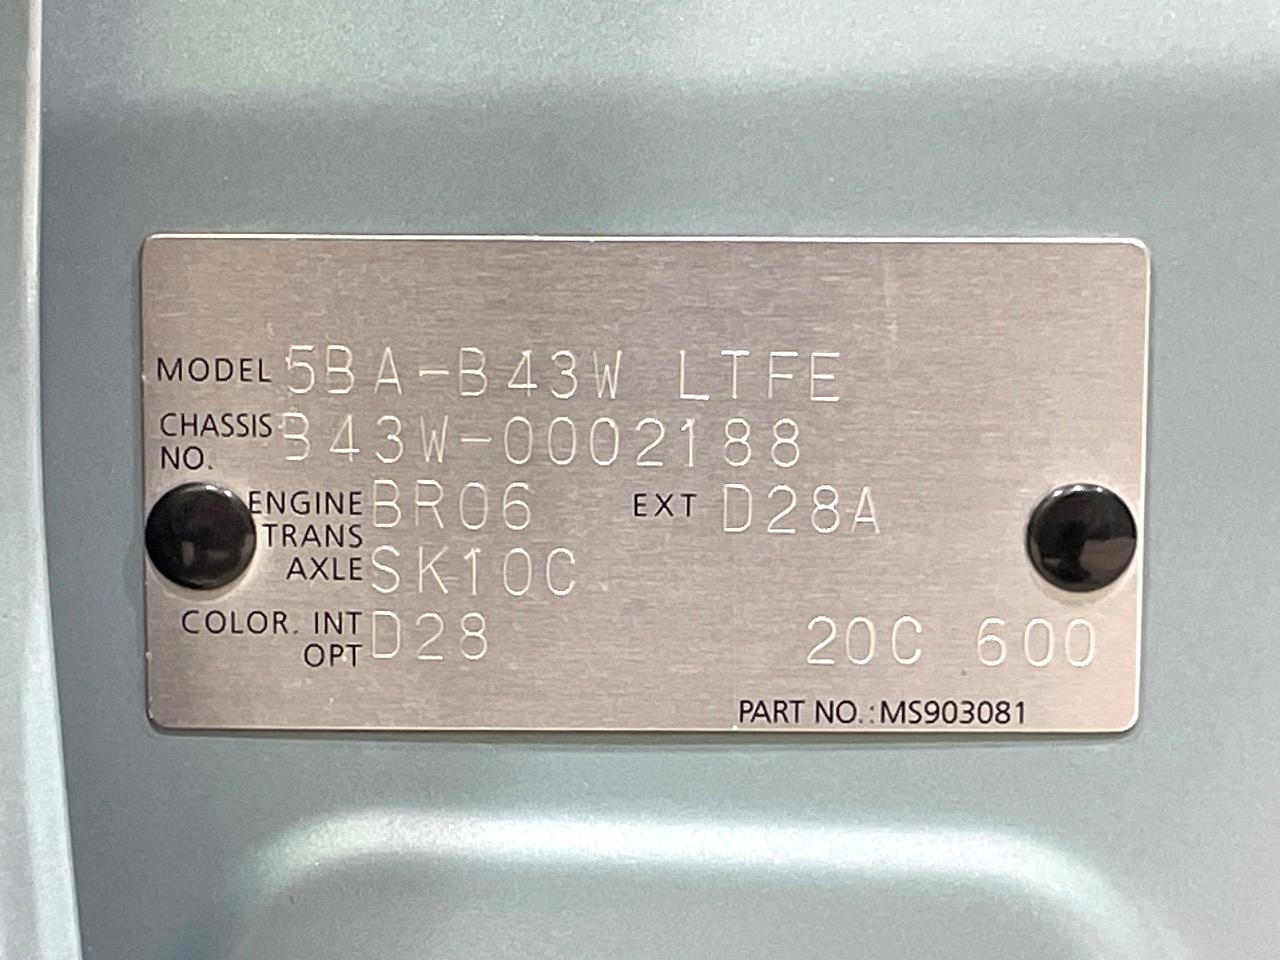 MODEL 5BA-B43W LTFE
CHASSIS NO. B43W-0002188
ENGINE BR06 EXT D28A
TRANS AXLE SK10C
COLOR. INT D28
OPT 20C 600
PART NO.:MS903081